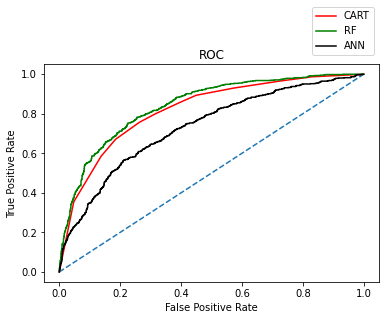 CART
RF
ANN
ROC
1.0
0.8
0.6
0.4
0.2
0.0
True Positive Rate
0.0 0.2 0.4 0.6 0.8 1.0
False Positive Rate